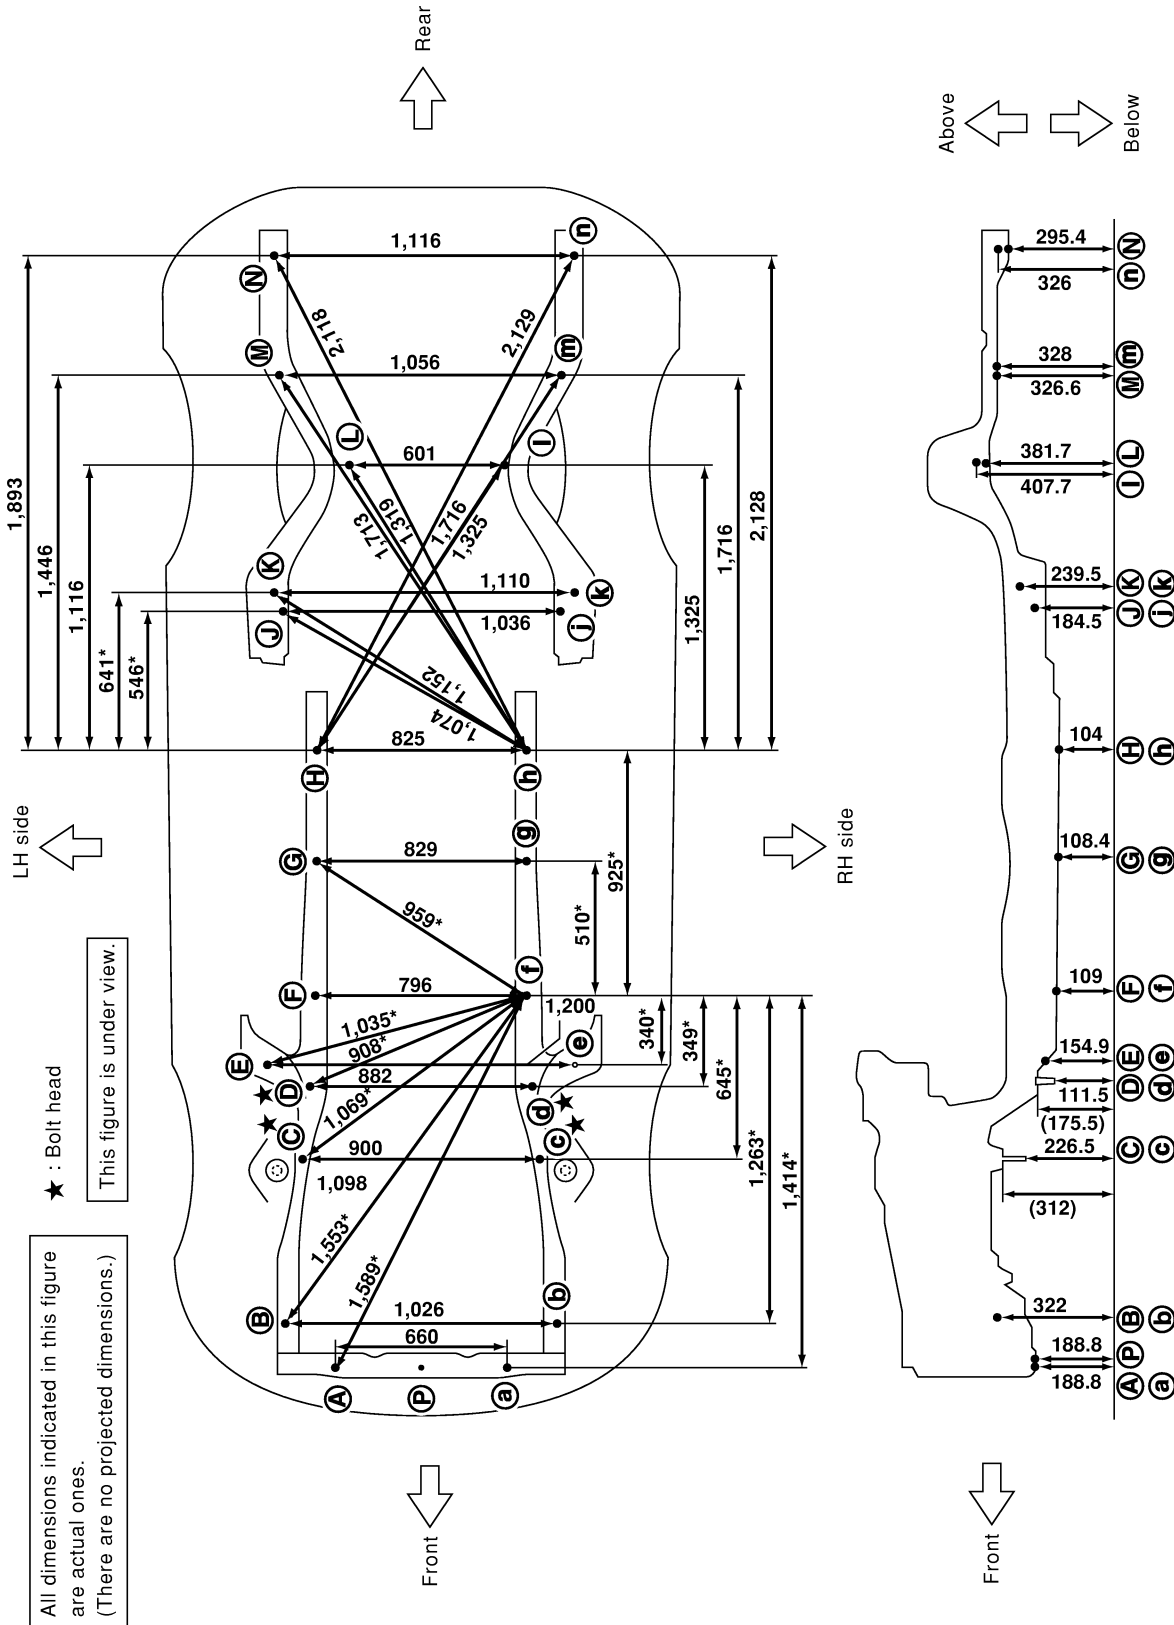 All dimensions indicated in this figure
are actual ones.
(There are no projected dimensions.)
★ : Bolt head
This figure is under view.
LH side
RH side
Front
Rear
1,893
1,446
1,116
641*
546*
N
M
L
K
J
H
G
F
E
D
C
B
A
P
n
m
l
k
j
h
g
f
e
d
c
b
a
1,116
1,056
601
1,110
1,036
825
829
796
1,200
882
900
1,098
1,026
660
2,118
2,129
1,713
1,319
1,716
1,325
1,152
1,074
959*
1,035*
908*
1,069*
1,553*
1,589*
2,128
1,716
1,325
925*
510*
340*
349*
645*
1,263*
1,414*
Above
Below
Front
295.4
N
326
n
328
m
326.6
M
381.7
L
407.7
l
239.5
K k
184.5
J j
104
H h
108.4
G g
109
F f
154.9
E e
111.5
(175.5)
D d
226.5
(312)
C c
322
B b
188.8
P
188.8
A a